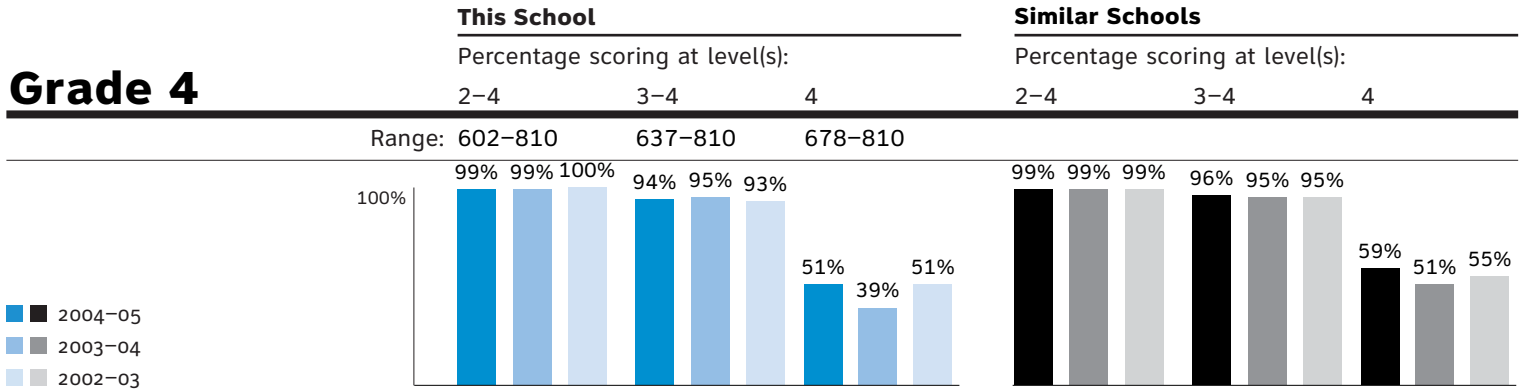 This School Similar Schools
Percentage scoring at level(s): Percentage scoring at level(s):
Grade 4 2–4 3–4 4 2–4 3–4 4
Range: 602–810 637–810 678–810
99% 99% 100% 94% 95% 93% 99% 99% 99% 96% 95% 95%
100%
51% 39% 51% 59% 51% 55%
2004–05
2003–04
2002–03